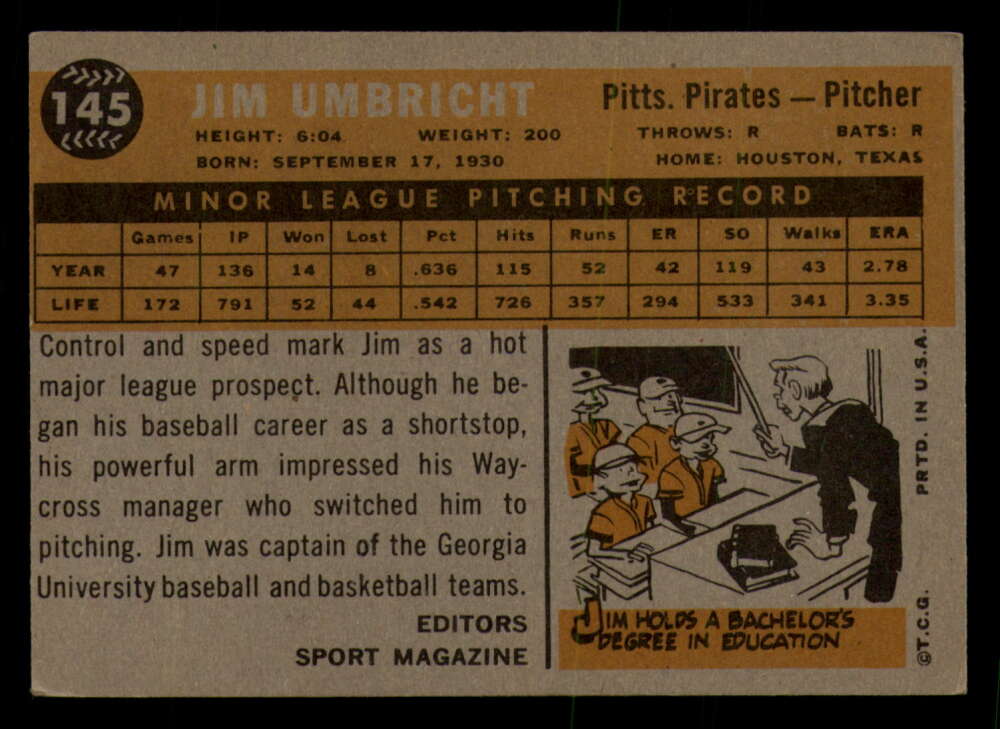 145
JIM UMBRICHT
Pitts. Pirates — Pitcher
HEIGHT: 6:04 WEIGHT: 200 THROWS: R BATS: R
BORN: SEPTEMBER 17, 1930 HOME: HOUSTON, TEXAS
MINOR LEAGUE PITCHING RECORD
Games IP Won Lost Pct Hits Runs ER SO Walks ERA
YEAR 47 136 14 8 .636 115 52 42 119 43 2.78
LIFE 172 791 52 44 .542 726 357 294 533 341 3.35
Control and speed mark Jim as a hot
major league prospect. Although he be-
gan his baseball career as a shortstop,
his powerful arm impressed his Way-
cross manager who switched him to
pitching. Jim was captain of the Georgia
University baseball and basketball teams.
EDITORS
SPORT MAGAZINE
JIM HOLDS A BACHELOR'S
DEGREE IN EDUCATION
©T.C.G. PRTD. IN U.S.A.